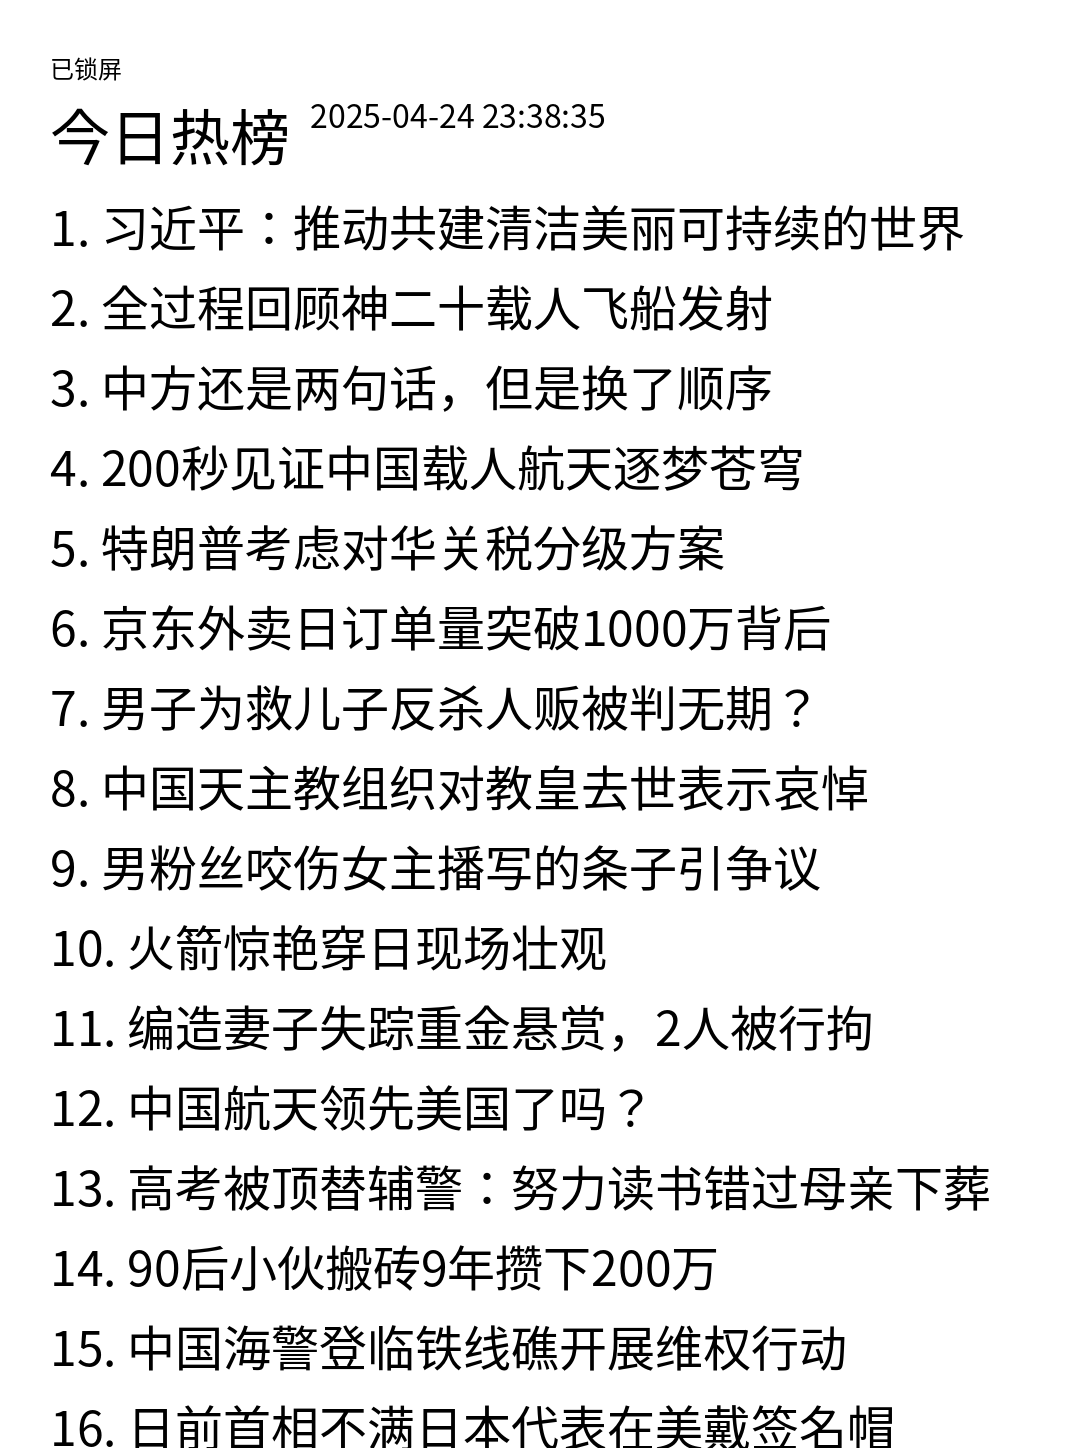 已锁屏
今日热榜 2025-04-24 23:38:35
1. 习近平：推动共建清洁美丽可持续的世界
2. 全过程回顾神二十载人飞船发射
3. 中方还是两句话，但是换了顺序
4. 200秒见证中国载人航天逐梦苍穹
5. 特朗普考虑对华关税分级方案
6. 京东外卖日订单量突破1000万背后
7. 男子为救儿子反杀人贩被判无期？
8. 中国天主教组织对教皇去世表示哀悼
9. 男粉丝咬伤女主播写的条子引争议
10. 火箭惊艳穿日现场壮观
11. 编造妻子失踪重金悬赏，2人被行拘
12. 中国航天领先美国了吗？
13. 高考被顶替辅警：努力读书错过母亲下葬
14. 90后小伙搬砖9年攒下200万
15. 中国海警登临铁线礁开展维权行动
16. 日前首相不满日本代表在美戴签名帽